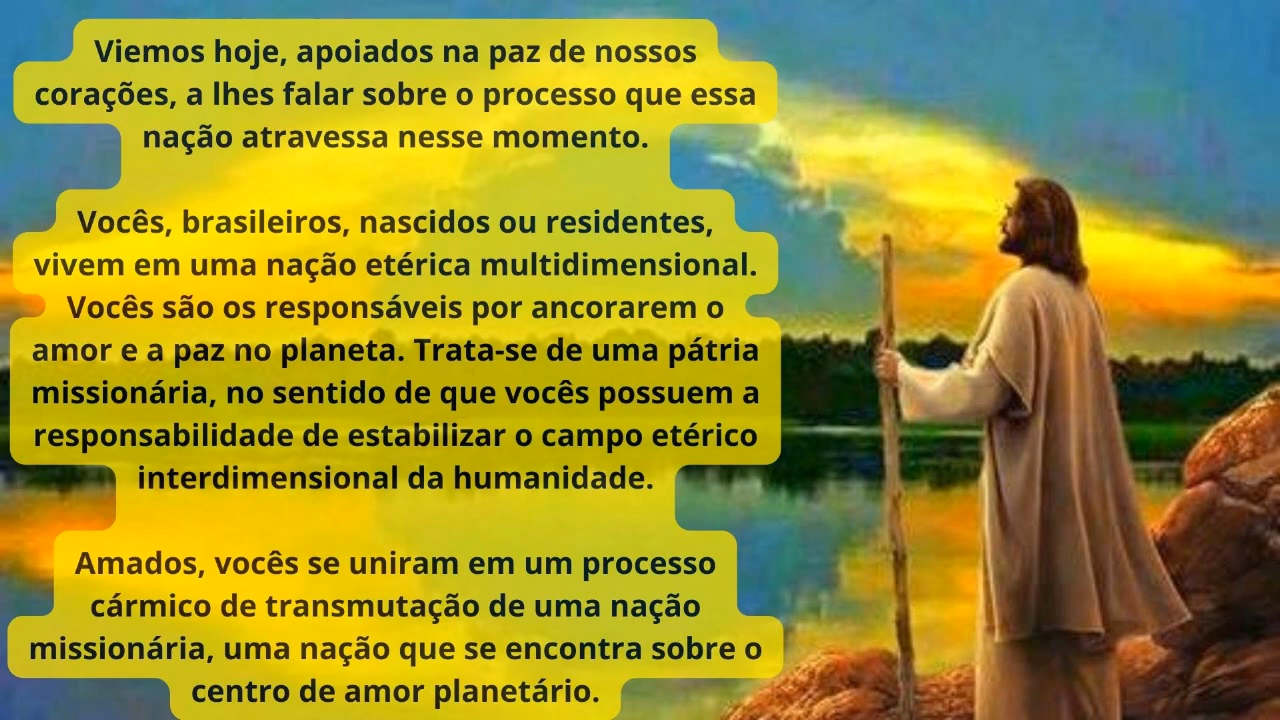 Viemos hoje, apoiados na paz de nossos
corações, a lhes falar sobre o processo que essa
nação atravessa nesse momento.
Vocês, brasileiros, nascidos ou residentes,
vivem em uma nação etérica multidimensional.
Vocês são os responsáveis por ancorarem o
amor e a paz no planeta. Trata-se de uma pátria
missionária, no sentido de que vocês possuem a
responsabilidade de estabilizar o campo etérico
interdimensional da humanidade.
Amados, vocês se uniram em um processo
cármico de transmutação de uma nação
missionária, uma nação que se encontra sobre o
centro de amor planetário.